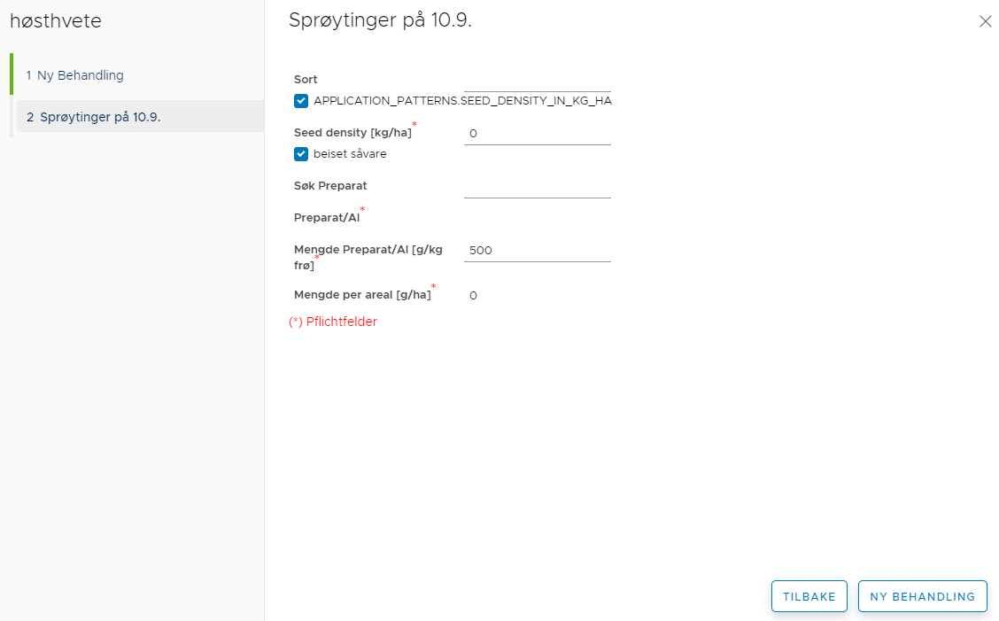 høsthvete
1 Ny Behandling
2 Sprøytinger på 10.9.
Sprøytinger på 10.9.
Sort
APPLICATION_PATTERNS.SEED_DENSITY_IN_KG_HA
Seed density [kg/ha]* 0
beiset såvare
Søk Preparat
Preparat/AI*
Mengde Preparat/AI [g/kg
frø]* 500
Mengde per areal [g/ha]* 0
(*) Pflichtfelder
TILBAKE
NY BEHANDLING